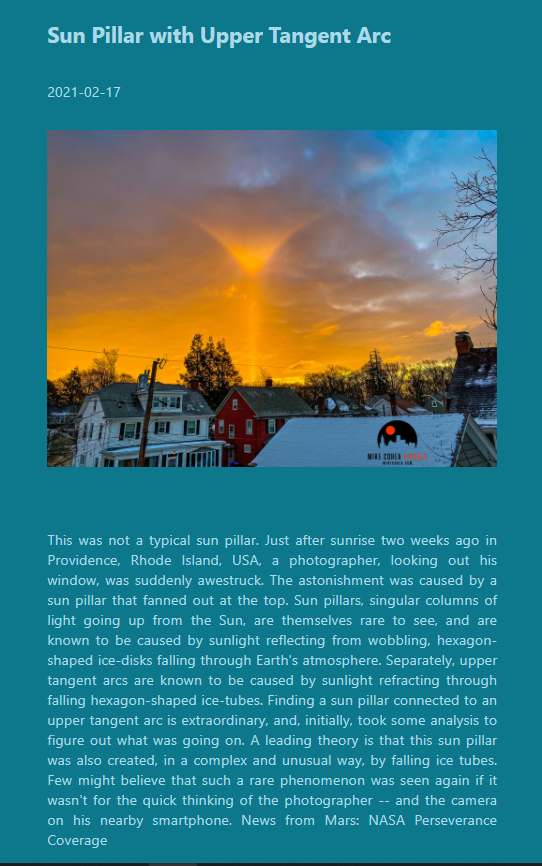 Sun Pillar with Upper Tangent Arc
2021-02-17
MIKE COHEA
MIKECOHEA.COM
This was not a typical sun pillar. Just after sunrise two weeks ago in
Providence, Rhode Island, USA, a photographer, looking out his
window, was suddenly awestruck. The astonishment was caused by a
sun pillar that fanned out at the top. Sun pillars, singular columns of
light going up from the Sun, are themselves rare to see, and are
known to be caused by sunlight reflecting from wobbling, hexagon-
shaped ice-disks falling through Earth's atmosphere. Separately, upper
tangent arcs are known to be caused by sunlight refracting through
falling hexagon-shaped ice-tubes. Finding a sun pillar connected to an
upper tangent arc is extraordinary, and, initially, took some analysis to
figure out what was going on. A leading theory is that this sun pillar
was also created, in a complex and unusual way, by falling ice tubes.
Few might believe that such a rare phenomenon was seen again if it
wasn't for the quick thinking of the photographer -- and the camera
on his nearby smartphone. News from Mars: NASA Perseverance
Coverage